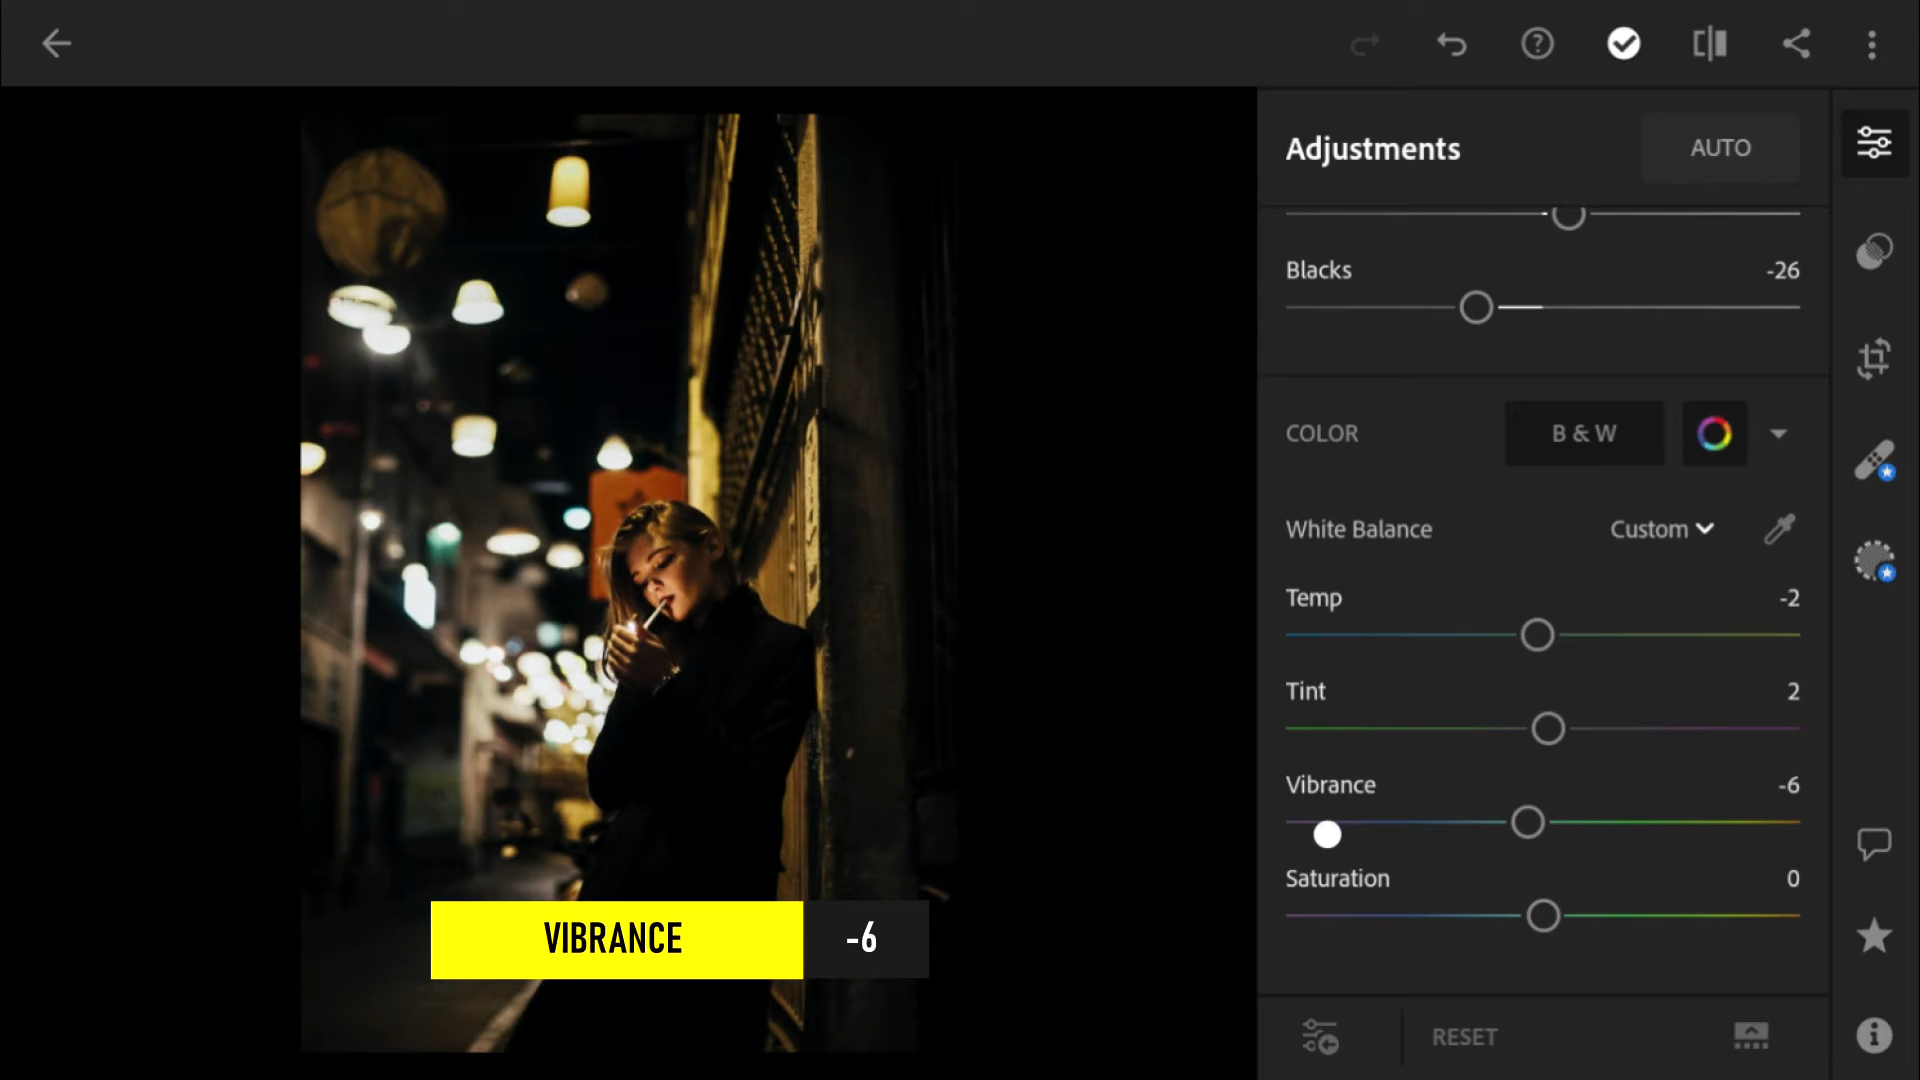 Adjustments
AUTO
Blacks
-26
COLOR
B & W
White Balance
Custom
Temp
-2
Tint
2
Vibrance
-6
Saturation
0
VIBRANCE
-6
RESET